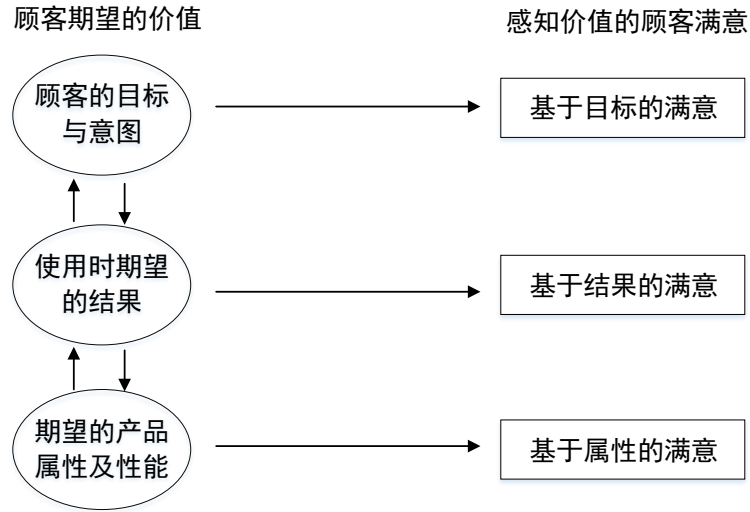 顾客期望的价值
感知价值的顾客满意
顾客的目标
与意图
基于目标的满意
使用时期望
的结果
基于结果的满意
期望的产品
属性及性能
基于属性的满意